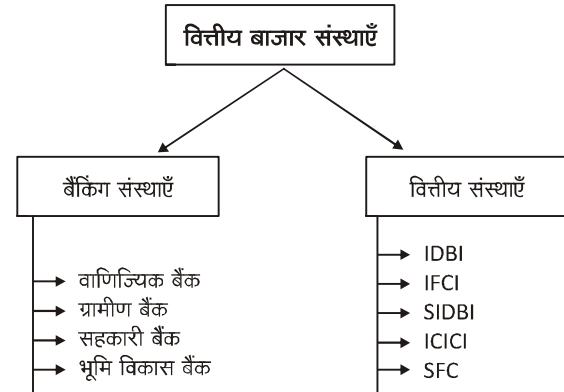 वित्तीय बाजार संस्थाएँ
बैंकिंग संस्थाएँ
वाणिज्यिक बैंक
ग्रामीण बैंक
सहकारी बैंक
भूमि विकास बैंक
वित्तीय संस्थाएँ
IDBI
IFCI
SIDBI
ICICI
SFC